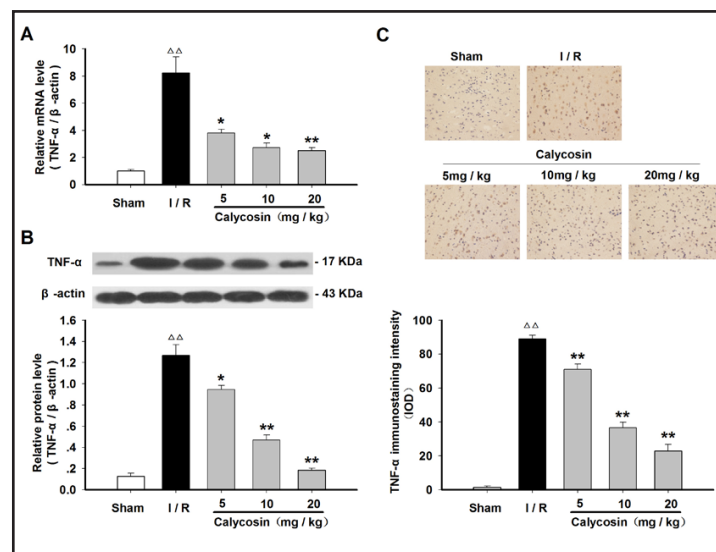 A
Relative mRNA levle
( TNF-α / β -actin )
10
8
6
4
2
0
△△
*
*
**
Sham
I / R
5
10
20
Calycosin (mg / kg)
B
TNF-α
- 17 KDa
β -actin
- 43 KDa
Relative protein levle
( TNF-α / β -actin )
1.6
1.4
1.2
1.0
.8
.6
.4
.2
0.0
△△
*
**
**
Sham
I / R
5
10
20
Calycosin (mg / kg)
C
Sham
I / R
Calycosin
5mg / kg
10mg / kg
20mg / kg
TNF-α immunostaining intensity
(IOD)
100
80
60
40
20
0
△△
**
**
**
Sham
I / R
5
10
20
Calycosin (mg / kg)